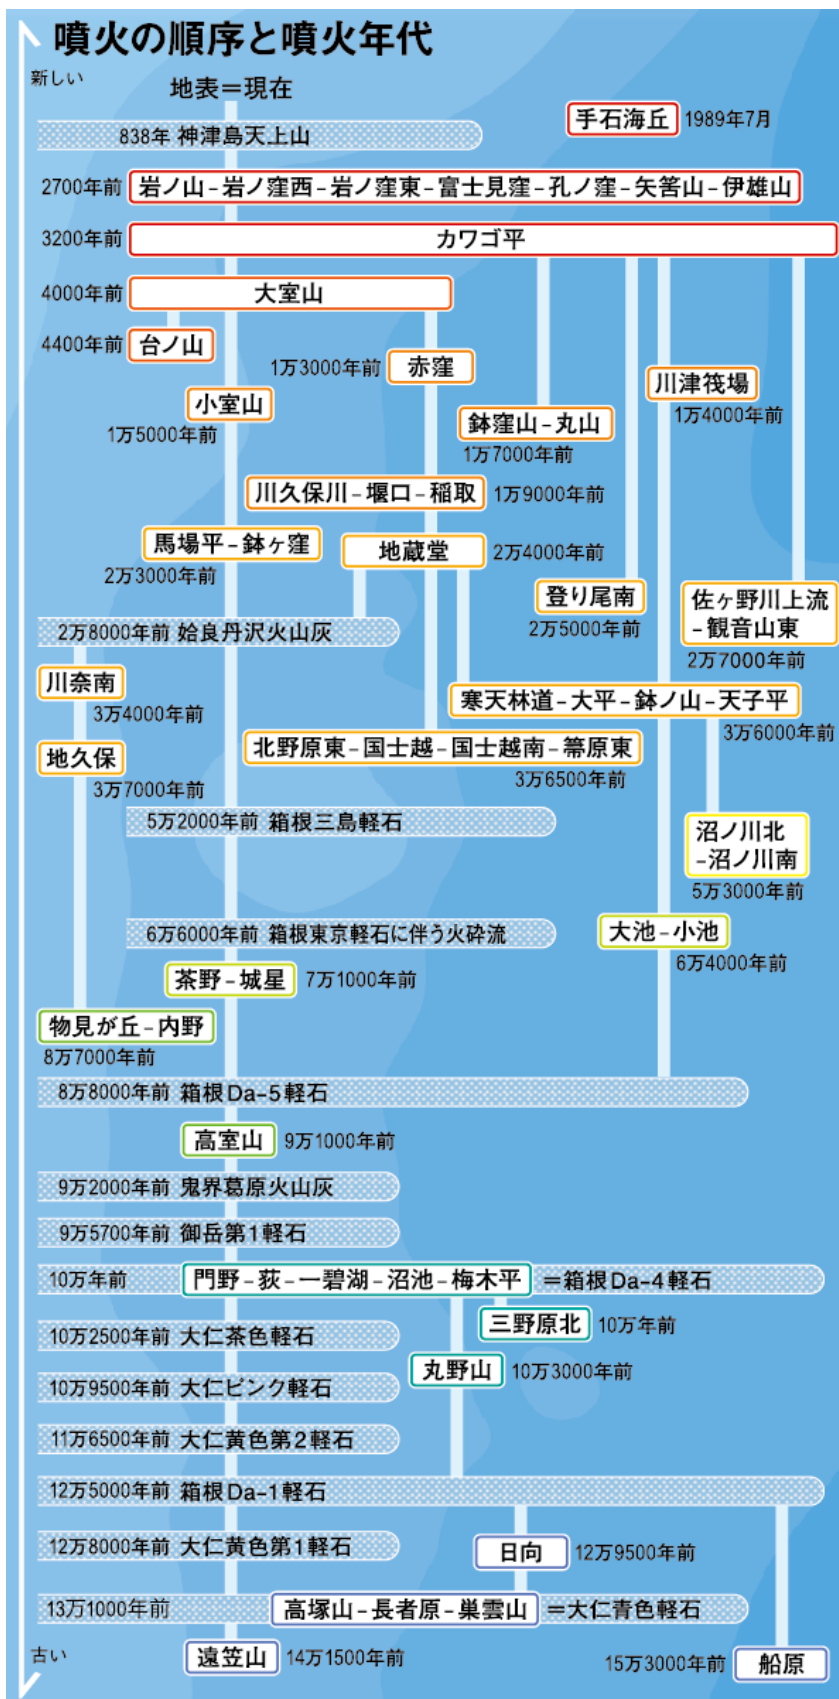 噴火の順序と噴火年代
新しい
地表＝現在
手石海丘 1989年7月
838年 神津島天上山
2700年前 岩ノ山－岩ノ窪西－岩ノ窪東－富士見窪－孔ノ窪－矢筈山－伊雄山
3200年前 カワゴ平
4000年前 大室山
4400年前 台ノ山
1万3000年前 赤窪
川津筏場
1万4000年前
小室山
1万5000年前
鉢窪山－丸山
1万7000年前
川久保川－堰口－稲取 1万9000年前
馬場平－鉢ヶ窪
2万3000年前
地蔵堂 2万4000年前
登り尾南
2万5000年前
佐ヶ野川上流
－観音山東
2万7000年前
2万8000年前 姶良丹沢火山灰
川奈南
3万4000年前
寒天林道－大平－鉢ノ山－天子平
3万6000年前
北野原東－国士越－国士越南－箒原東
3万6500年前
地久保
3万7000年前
5万2000年前 箱根三島軽石
沼ノ川北
－沼ノ川南
5万3000年前
大池－小池
6万4000年前
6万6000年前 箱根東京軽石に伴う火砕流
茶野－城星 7万1000年前
物見が丘－内野
8万7000年前
8万8000年前 箱根Da-5軽石
高室山 9万1000年前
9万2000年前 鬼界葛原火山灰
9万5700年前 御岳第1軽石
10万年前 門野－荻－一碧湖－沼池－梅木平 ＝箱根Da-4軽石
三野原北 10万年前
10万2500年前 大仁茶色軽石
丸野山 10万3000年前
10万9500年前 大仁ピンク軽石
11万6500年前 大仁黄色第2軽石
12万5000年前 箱根Da-1軽石
12万8000年前 大仁黄色第1軽石
日向 12万9500年前
13万1000年前 高塚山－長者原－巣雲山 ＝大仁青色軽石
古い
遠笠山 14万1500年前
15万3000年前 船原